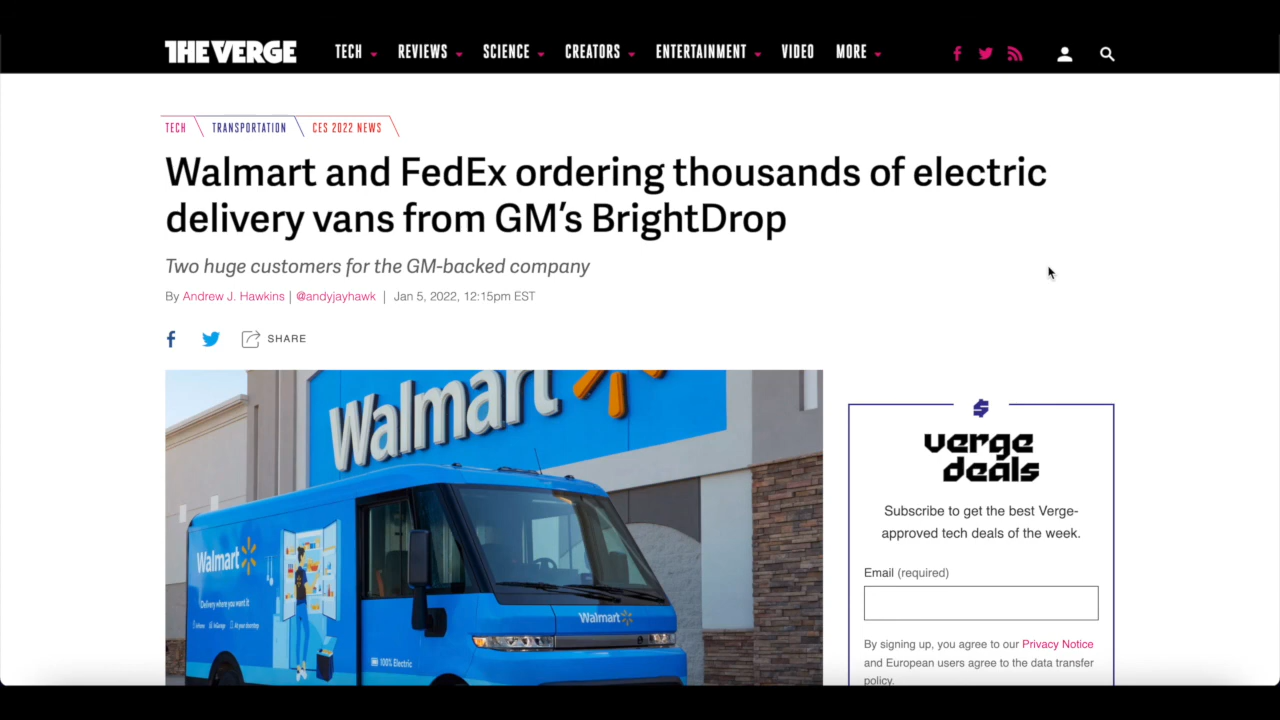 THE VERGE
TECH REVIEWS SCIENCE CREATORS ENTERTAINMENT VIDEO MORE
TECH TRANSPORTATION CES 2022 NEWS
Walmart and FedEx ordering thousands of electric
delivery vans from GM's BrightDrop
Two huge customers for the GM-backed company
By Andrew J. Hawkins | @andyjayhawk | Jan 5, 2022, 12:15pm EST
SHARE
Walmart
Walmart
Delivery where you want it
Walmart
100% Electric
verge
deals
Subscribe to get the best Verge-
approved tech deals of the week.
Email (required)
By signing up, you agree to our Privacy Notice
and European users agree to the data transfer
policy.